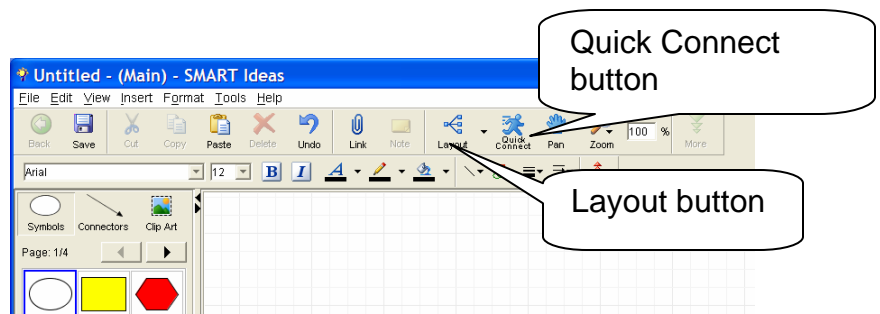 Quick Connect
button
Untitled - (Main) - SMART Ideas
File Edit View Insert Format Tools Help
Back Save Cut Copy Paste Delete Undo Link Note Layout Quick Connect Pan Zoom 100 % More
Arial 12 B I A
Layout button
Symbols Connectors Clip Art
Page: 1/4